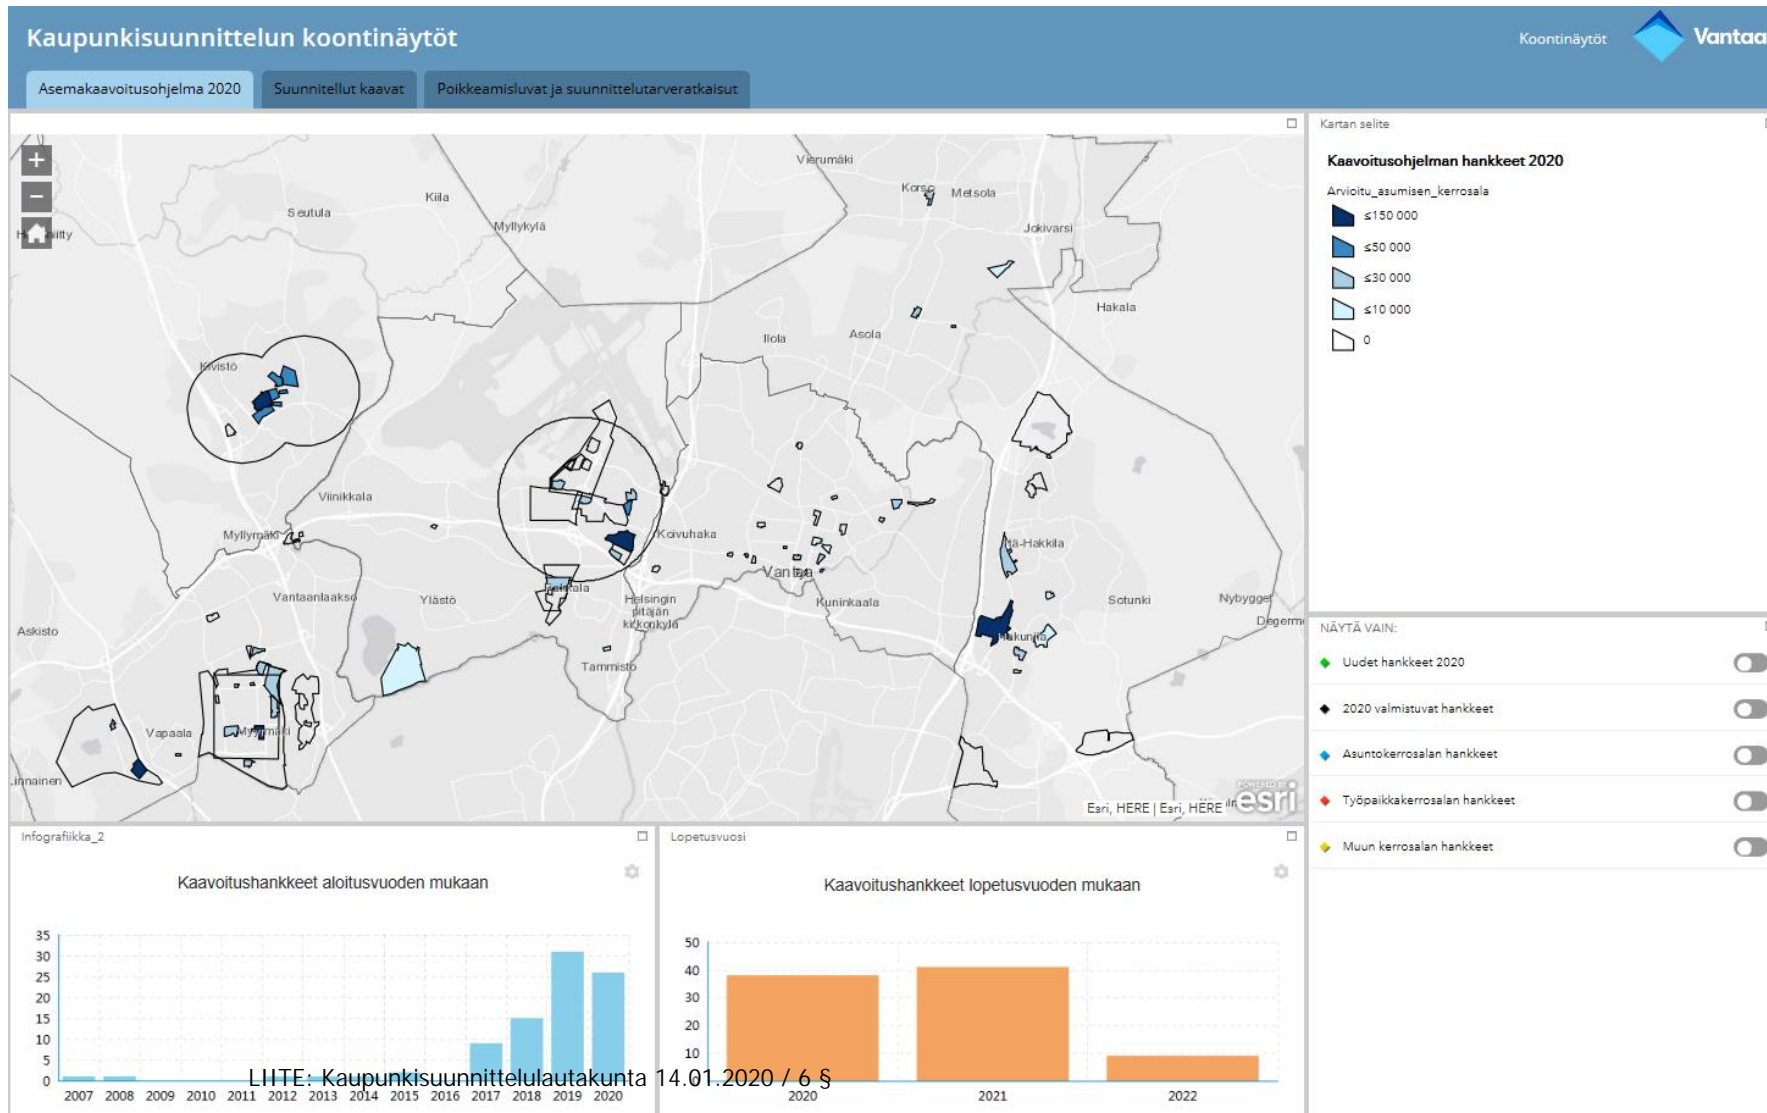 Kaupunkisuunnittelun koontinäytöt
Koontinäytöt
Vantaa
Asemakaavoitusohjelma 2020
Suunnitellut kaavat
Poikkeamisluvat ja suunnittelutarveratkaisut
Vierumäki
Korso
Metsola
Kiila
Seutula
Myllykylä
Jokivarsi
Hakala
Ilola
Asola
Kivistö
Viinikkala
Myllymäki
Koivuhaka
Vantaa
Sotunki
Nybygget
Vantaanlaakso
Ylästö
Helsingin
pitäjän
kirkonkylä
Kuninkaala
Askisto
Hakunila
Tammisto
Vapaala
Myyrmäki
Linnainen
Esri, HERE | Esri, HERE
POWERED BY
esri
Kartan selite
Kaavoitusohjelman hankkeet 2020
Arvioitu_asumisen_kerrosala
≤150 000
≤50 000
≤30 000
≤10 000
0
NÄYTÄ VAIN:
Uudet hankkeet 2020
2020 valmistuvat hankkeet
Asuntokerrosalan hankkeet
Työpaikkakerrosalan hankkeet
Muun kerrosalan hankkeet
Infografiikka_2
Kaavoitushankkeet aloitusvuoden mukaan
35
30
25
20
15
10
5
0
2007 2008 2009 2010 2011 2012 2013 2014 2015 2016 2017 2018 2019 2020
Lopetusvuosi
Kaavoitushankkeet lopetusvuoden mukaan
50
40
30
20
10
0
2020 2021 2022
LIITE: Kaupunkisuunnittelulautakunta 14.01.2020 / 6 §